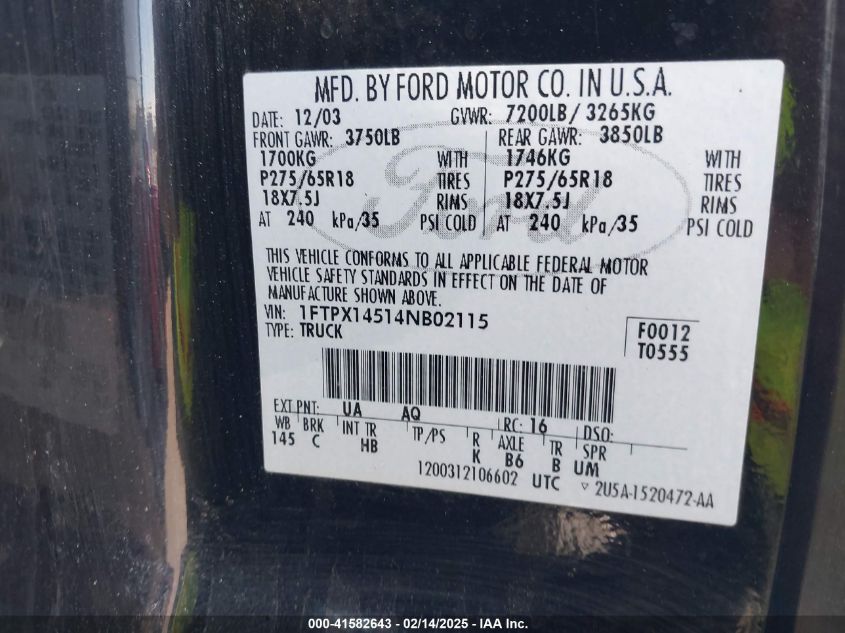 MFD. BY FORD MOTOR CO. IN U.S.A.
DATE: 12/03 GVWR: 7200LB/ 3265KG
FRONT GAWR: 3750LB REAR GAWR: 3850LB
1700KG WITH 1746KG WITH
P275/65R18 TIRES P275/65R18 TIRES
18X7.5J RIMS 18X7.5J RIMS
AT 240 kPa/35 PSI COLD AT 240 kPa/35 PSI COLD
Ford
THIS VEHICLE CONFORMS TO ALL APPLICABLE FEDERAL MOTOR
VEHICLE SAFETY STANDARDS IN EFFECT ON THE DATE OF
MANUFACTURE SHOWN ABOVE.
VIN: 1FTPX14514NB02115
TYPE: TRUCK
F0012
T0555
EXT PNT: UA AQ RC: 16 DSO:
WB BRK INT TR TP/PS R AXLE TR SPR
145 C HB K B6 B UM
1200312106602 UTC ▽ 2U5A-1520472-AA
000-41582643 - 02/14/2025 - IAA Inc.